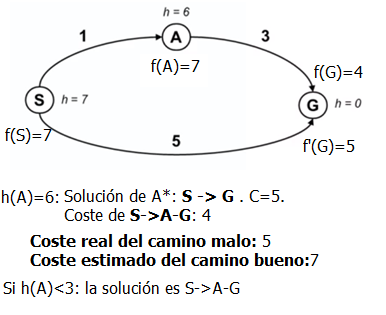 h = 6
1
A
3
f(A)=7
f(G)=4
S
h = 7
G
h = 0
f(S)=7
5
f'(G)=5
h(A)=6: Solución de A*: S -> G . C=5.
Coste de S->A-G: 4
Coste real del camino malo: 5
Coste estimado del camino bueno:7
Si h(A)<3: la solución es S->A-G